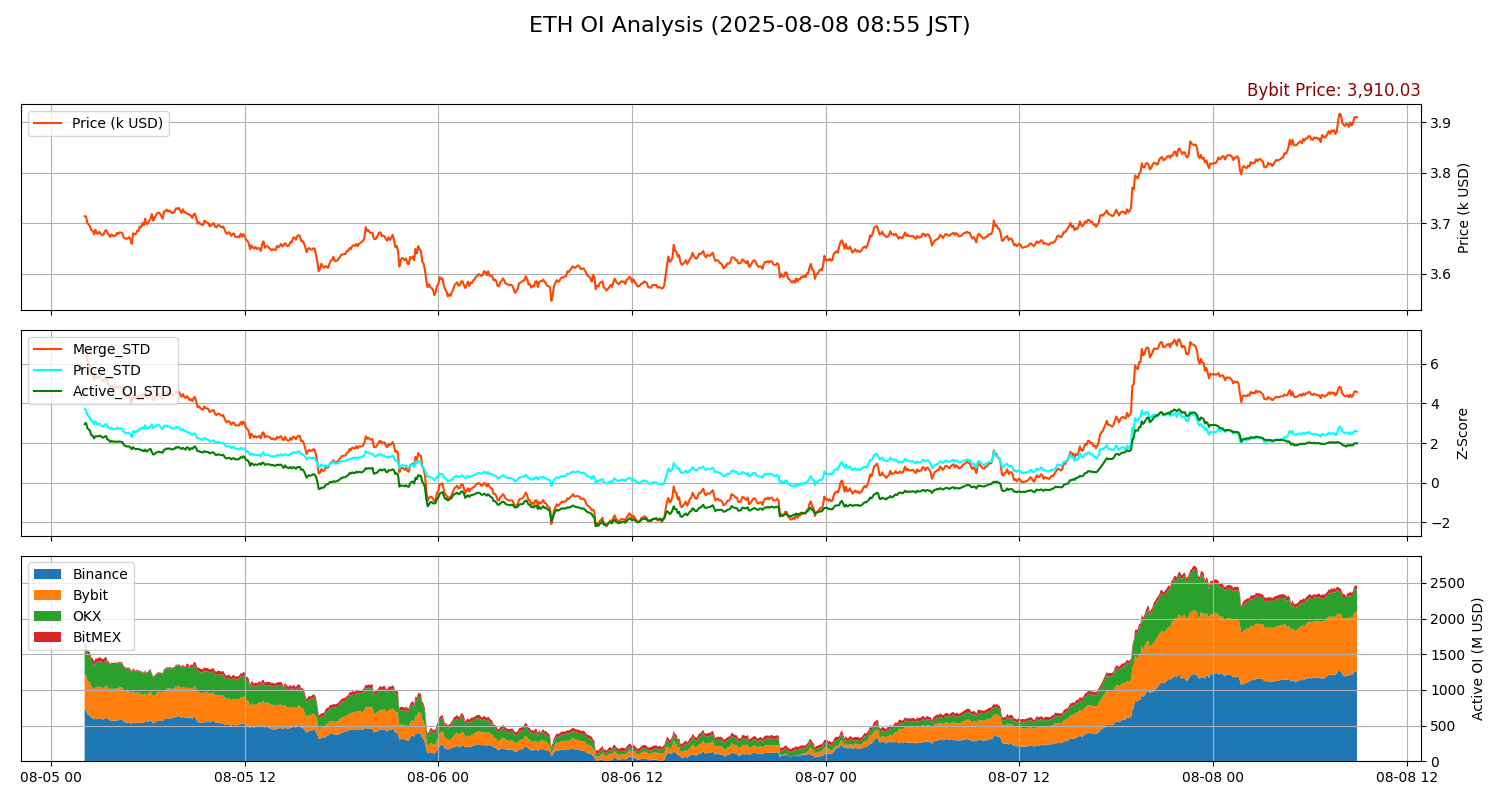 ETH OI Analysis (2025-08-08 08:55 JST)
Bybit Price: 3,910.03
Price (k USD)
3.9
3.8
3.7
3.6
Price (k USD)
Merge_STD
Price_STD
Active_OI_STD
6
4
2
0
−2
Z-Score
Binance
Bybit
OKX
BitMEX
2500
2000
1500
1000
500
0
Active OI (M USD)
08-05 00 08-05 12 08-06 00 08-06 12 08-07 00 08-07 12 08-08 00 08-08 12